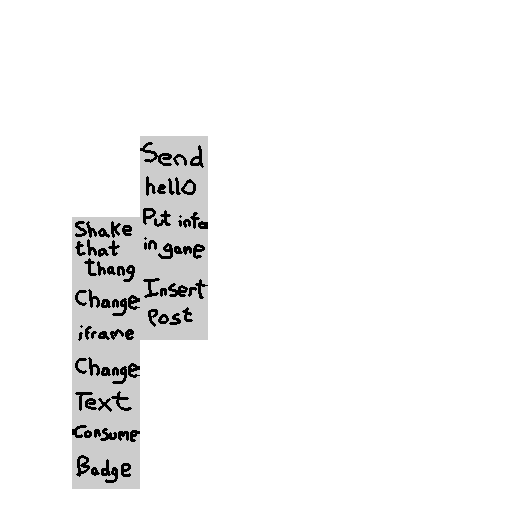 Send
hello
Put info
in game
Insert
Post
Shake
that
thang
Change
iframe
Change
Text
Consume
Badge